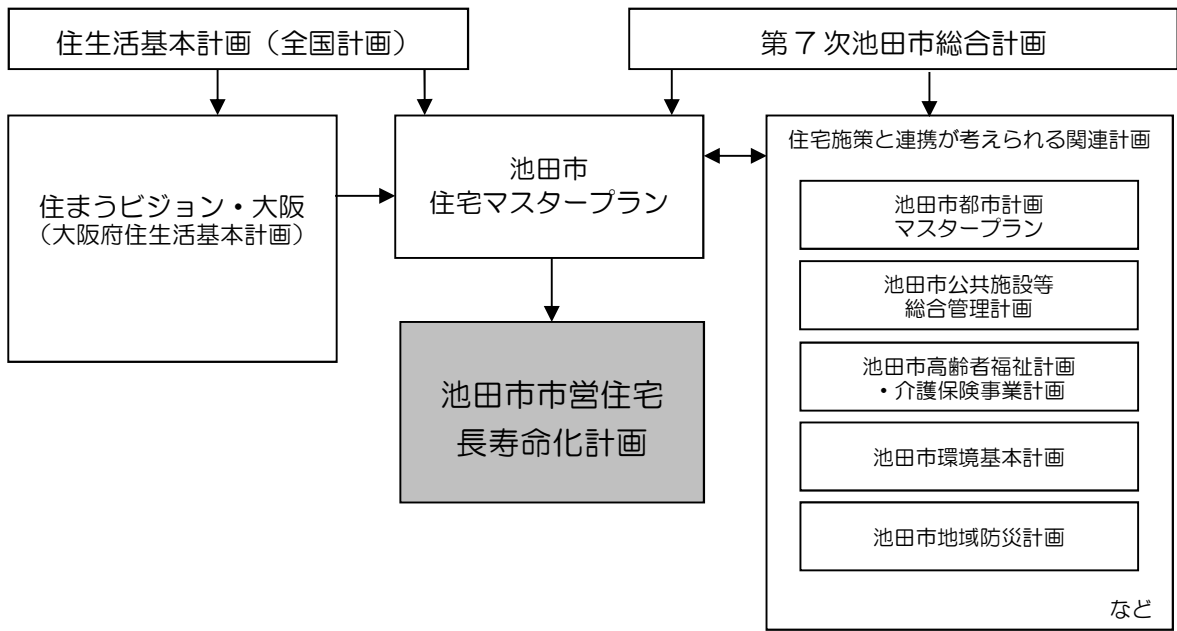 住生活基本計画（全国計画）
第７次池田市総合計画
住まうビジョン・大阪
（大阪府住生活基本計画）
池田市
住宅マスタープラン
池田市市営住宅
長寿命化計画
住宅施策と連携が考えられる関連計画
池田市都市計画
マスタープラン
池田市公共施設等
総合管理計画
池田市高齢者福祉計画
・介護保険事業計画
池田市環境基本計画
池田市地域防災計画
など